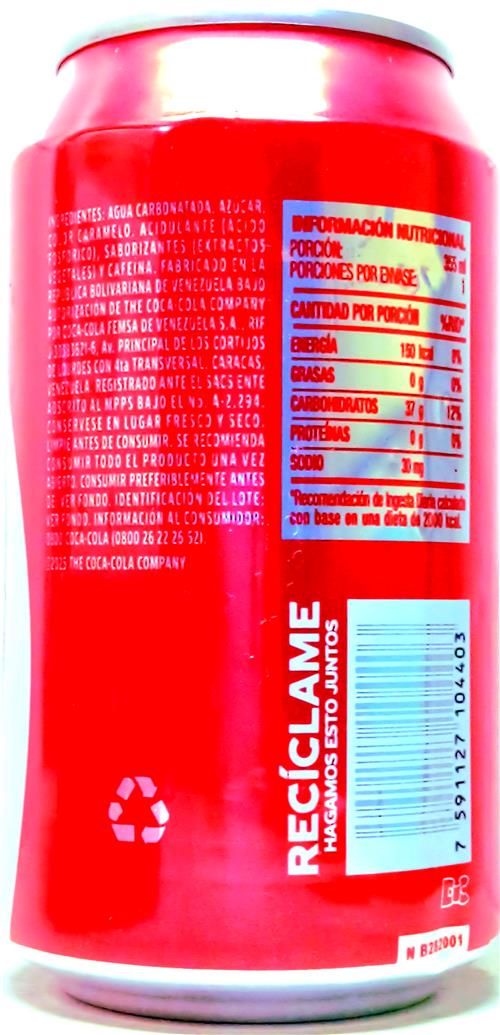 INGREDIENTES: AGUA CARBONATADA, AZÚCAR,
COLOR CARAMELO, ACIDULANTE (ÁCIDO
FOSFÓRICO), SABORIZANTES (EXTRACTOS
VEGETALES) Y CAFEÍNA. FABRICADO EN LA
REPÚBLICA BOLIVARIANA DE VENEZUELA BAJO
AUTORIZACIÓN DE THE COCA-COLA COMPANY
POR COCA-COLA FEMSA DE VENEZUELA S.A., RIF
Av. PRINCIPAL DE LOS CORTIJOS
DE LOURDES CON 4ta TRANSVERSAL, CARACAS,
VENEZUELA. REGISTRADO ANTE EL SACS ENTE
ADSCRITO AL MPPS BAJO EL No. A-2.294.
CONSÉRVESE EN LUGAR FRESCO Y SECO.
ANTES DE CONSUMIR. SE RECOMIENDA
CONSUMIR TODO EL PRODUCTO UNA VEZ
ABIERTO. CONSUMIR PREFERIBLEMENTE ANTES
DE: VER FONDO. IDENTIFICACIÓN DEL LOTE:
VER FONDO. INFORMACIÓN AL CONSUMIDOR:
0800 COCA-COLA (0800 26 22 26 52).
THE COCA-COLA COMPANY
INFORMACIÓN NUTRICIONAL
PORCIÓN: 355 ml
PORCIONES POR ENVASE: 1
CANTIDAD POR PORCIÓN
ENERGÍA 150 kcal
GRASAS 0 g 0%
CARBOHIDRATOS 37 g 12%
PROTEÍNAS 0 g 0%
SODIO 30 mg -
*Recomendación de Ingesta Diaria calculada
con base en una dieta de 2000 kcal.
RECÍCLAME
HAGAMOS ESTO JUNTOS
7 591127 104403
N B282001